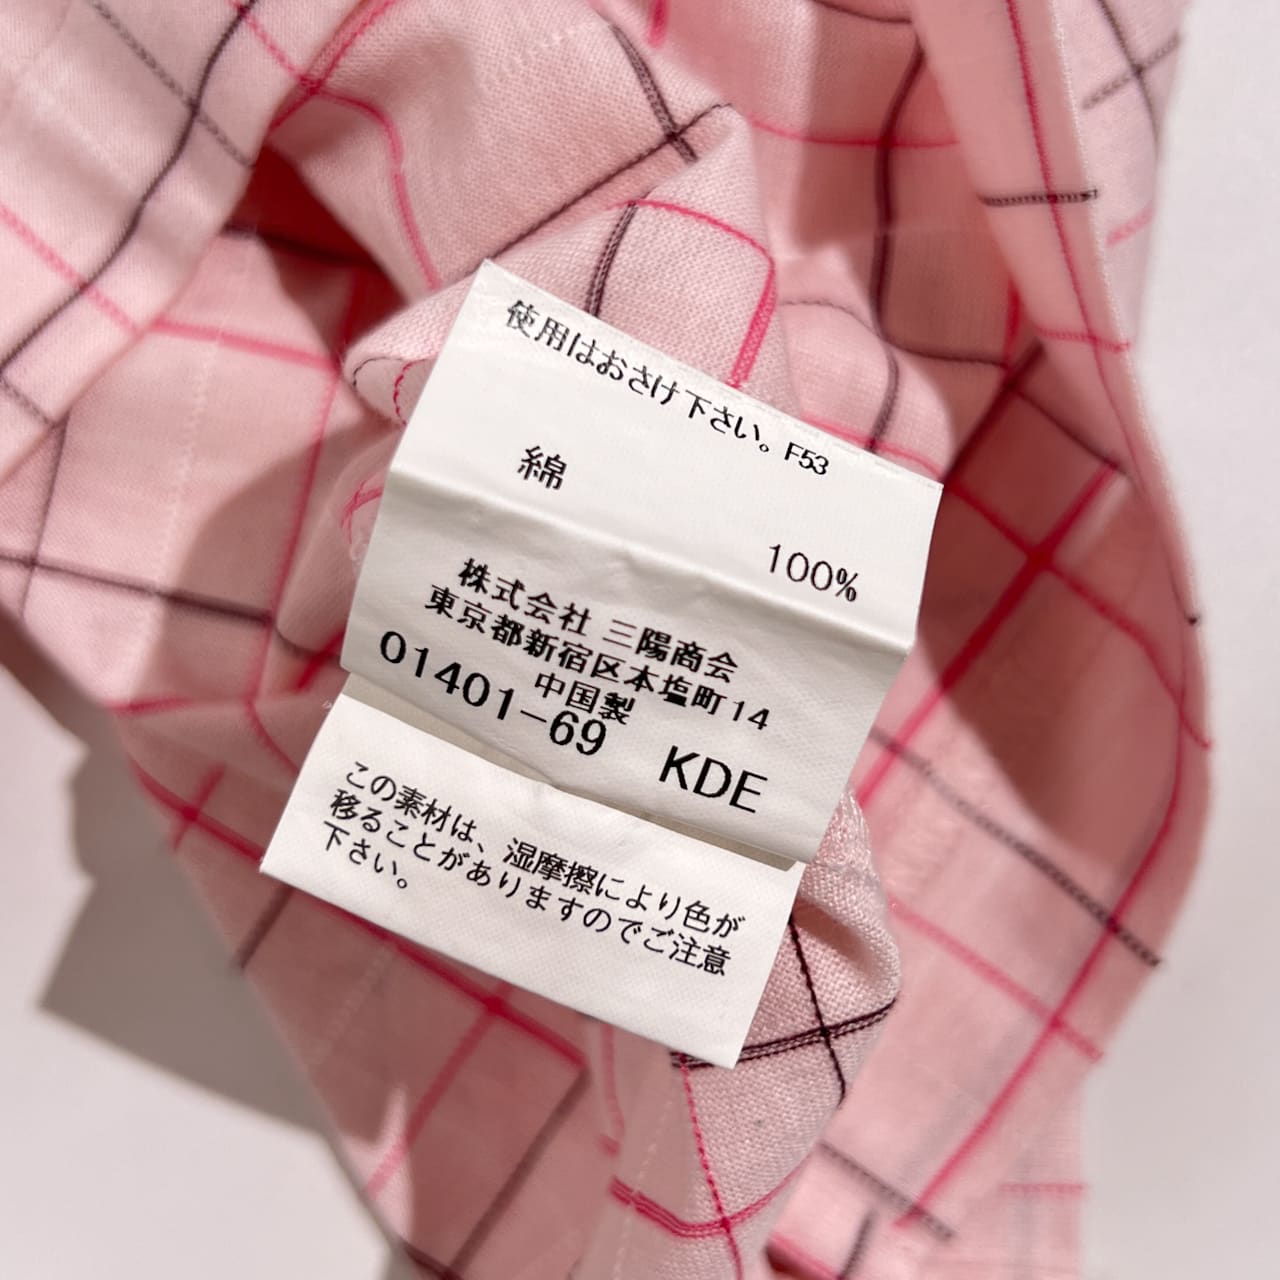 使用はおさけ下さい。F53
綿
100%
株式会社 三陽商会
東京都新宿区本塩町14
中国製
01401-69 KDE
この素材は、湿摩擦により色が
移ることがありますのでご注意
下さい。